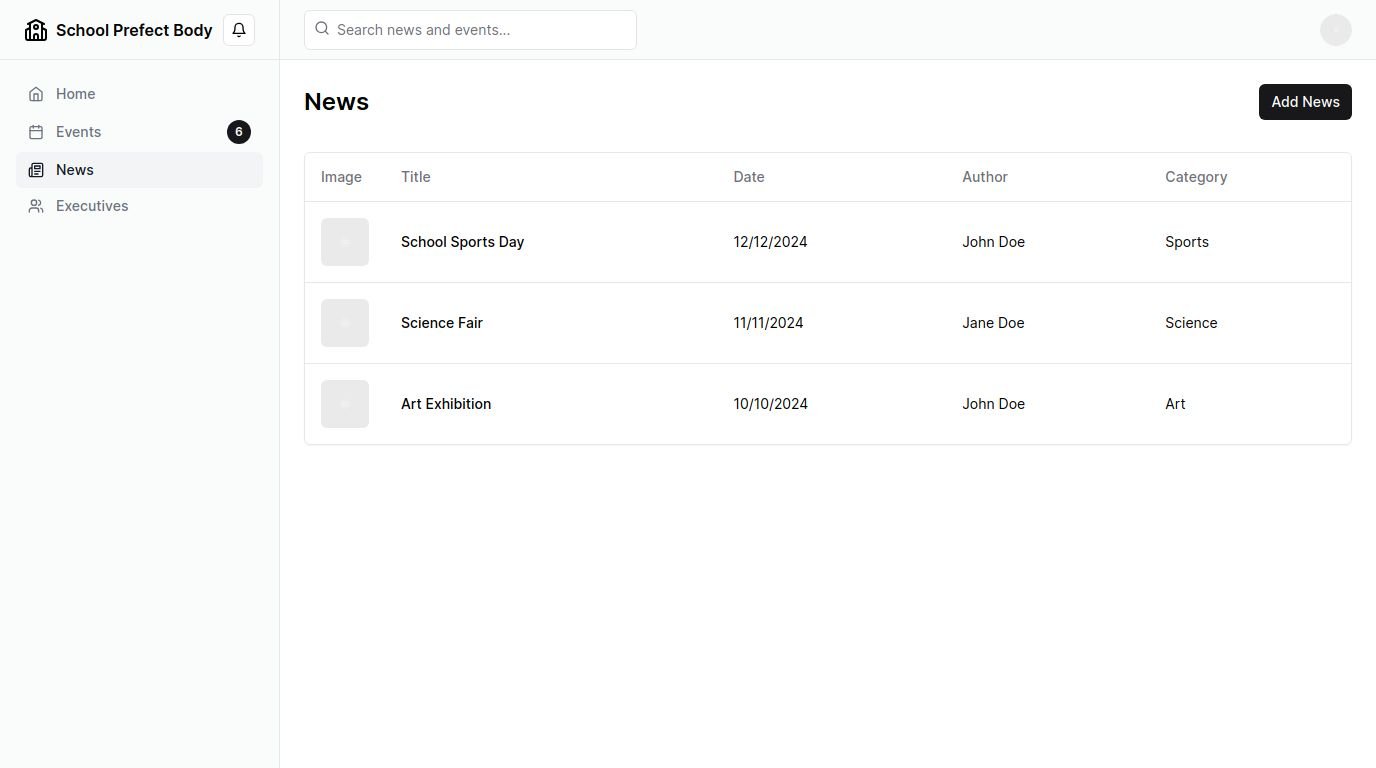 School Prefect Body
Search news and events...
Home
Events 6
News
Executives
News
Add News
Image Title Date Author Category
School Sports Day 12/12/2024 John Doe Sports
Science Fair 11/11/2024 Jane Doe Science
Art Exhibition 10/10/2024 John Doe Art